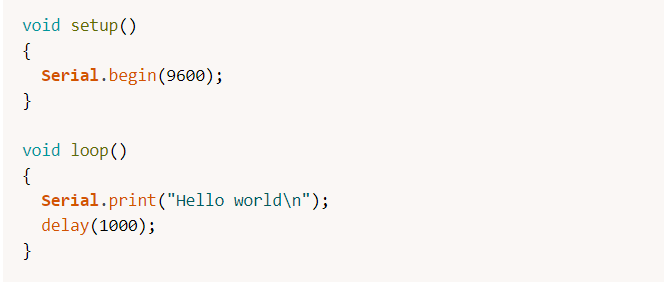 void setup()
{
  Serial.begin(9600);
}

void loop()
{
  Serial.print("Hello world\n");
  delay(1000);
}